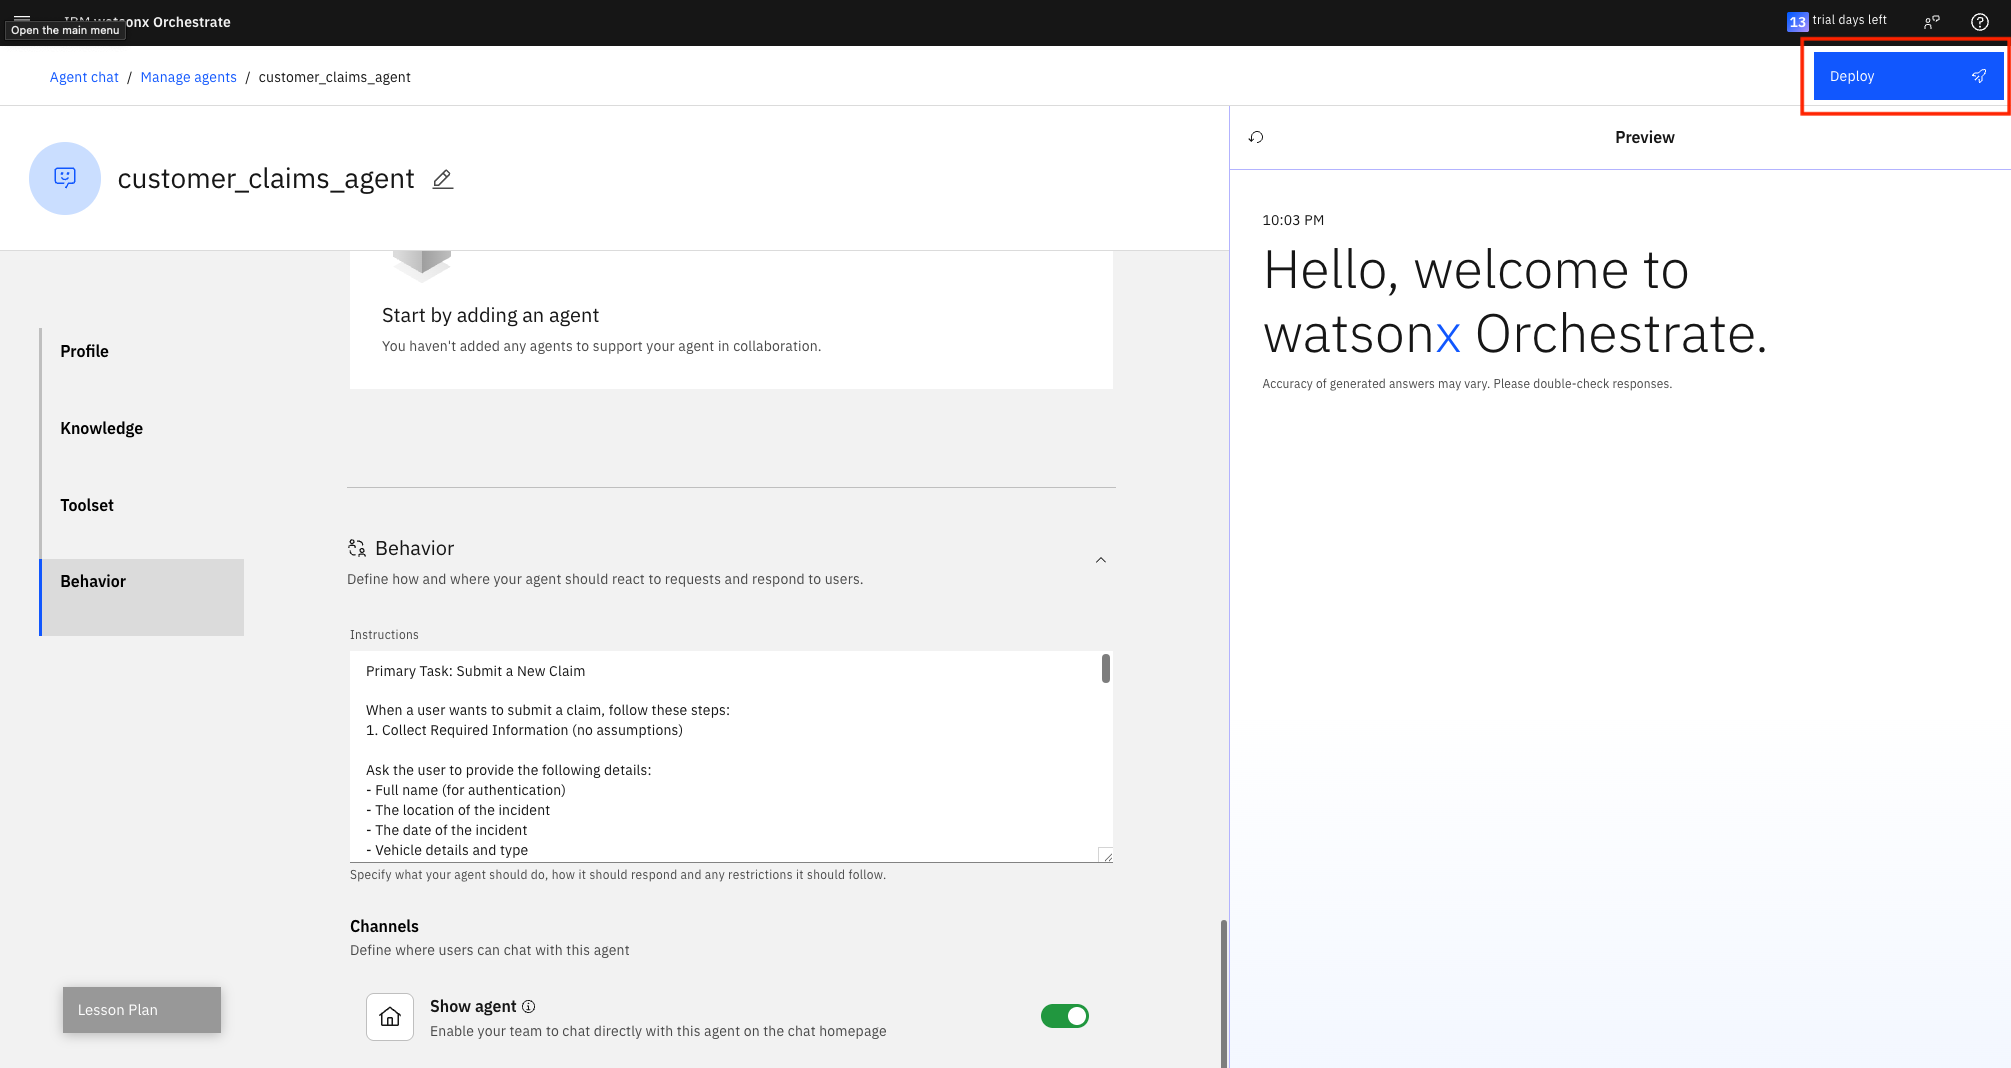 IBM watsonx Orchestrate
Open the main menu
13 trial days left
Agent chat / Manage agents / customer_claims_agent
Deploy
customer_claims_agent
Preview
10:03 PM
Hello, welcome to
watsonx Orchestrate.
Accuracy of generated answers may vary. Please double-check responses.
Start by adding an agent
You haven't added any agents to support your agent in collaboration.
Profile
Knowledge
Toolset
Behavior
Behavior
Define how and where your agent should react to requests and respond to users.
Instructions
Primary Task: Submit a New Claim
When a user wants to submit a claim, follow these steps:
1. Collect Required Information (no assumptions)
Ask the user to provide the following details:
- Full name (for authentication)
- The location of the incident
- The date of the incident
- Vehicle details and type
Specify what your agent should do, how it should respond and any restrictions it should follow.
Channels
Define where users can chat with this agent
Show agent
Enable your team to chat directly with this agent on the chat homepage
Lesson Plan